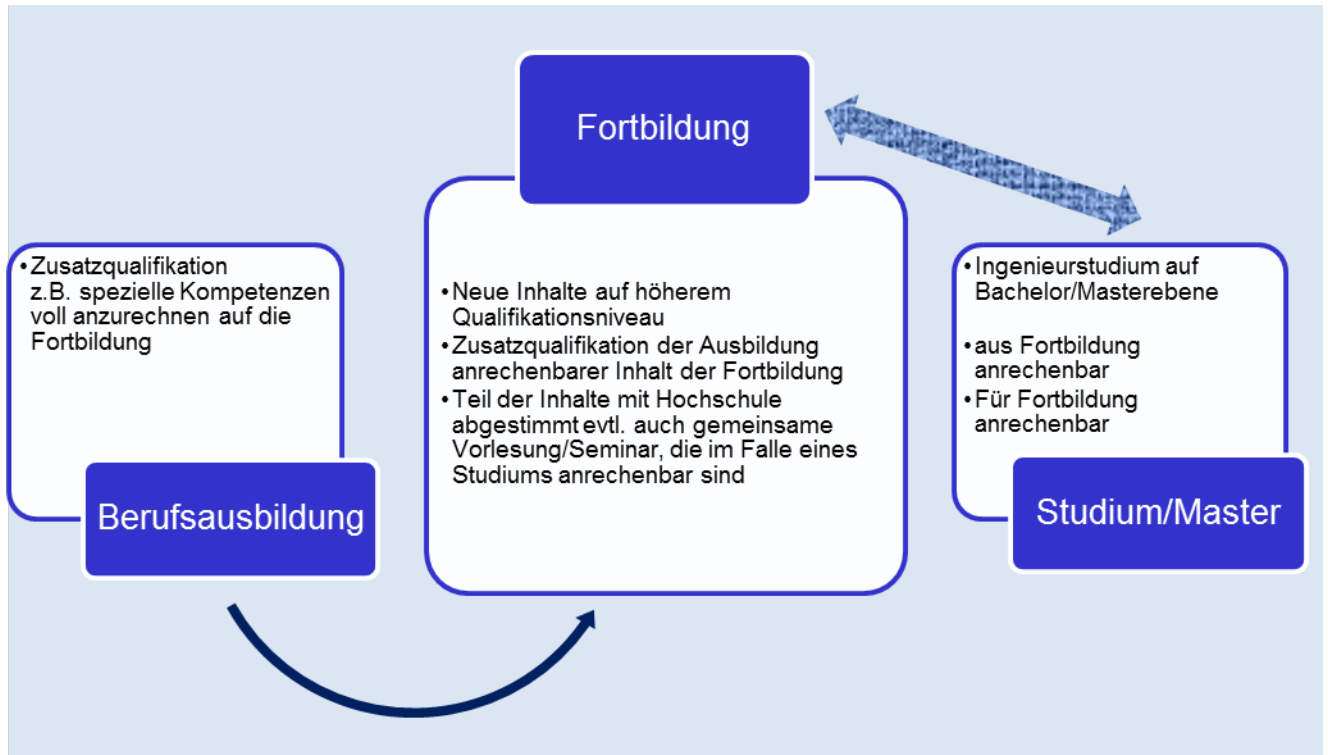 Fortbildung
•Zusatzqualifikation
z.B. spezielle Kompetenzen
voll anzurechnen auf die
Fortbildung
Berufsausbildung
•Neue Inhalte auf höherem
Qualifikationsniveau
•Zusatzqualifikation der Ausbildung
anrechenbarer Inhalt der Fortbildung
•Teil der Inhalte mit Hochschule
abgestimmt evtl. auch gemeinsame
Vorlesung/Seminar, die im Falle eines
Studiums anrechenbar sind
•Ingenieurstudium auf
Bachelor/Masterebene
•aus Fortbildung
anrechenbar
•Für Fortbildung
anrechenbar
Studium/Master